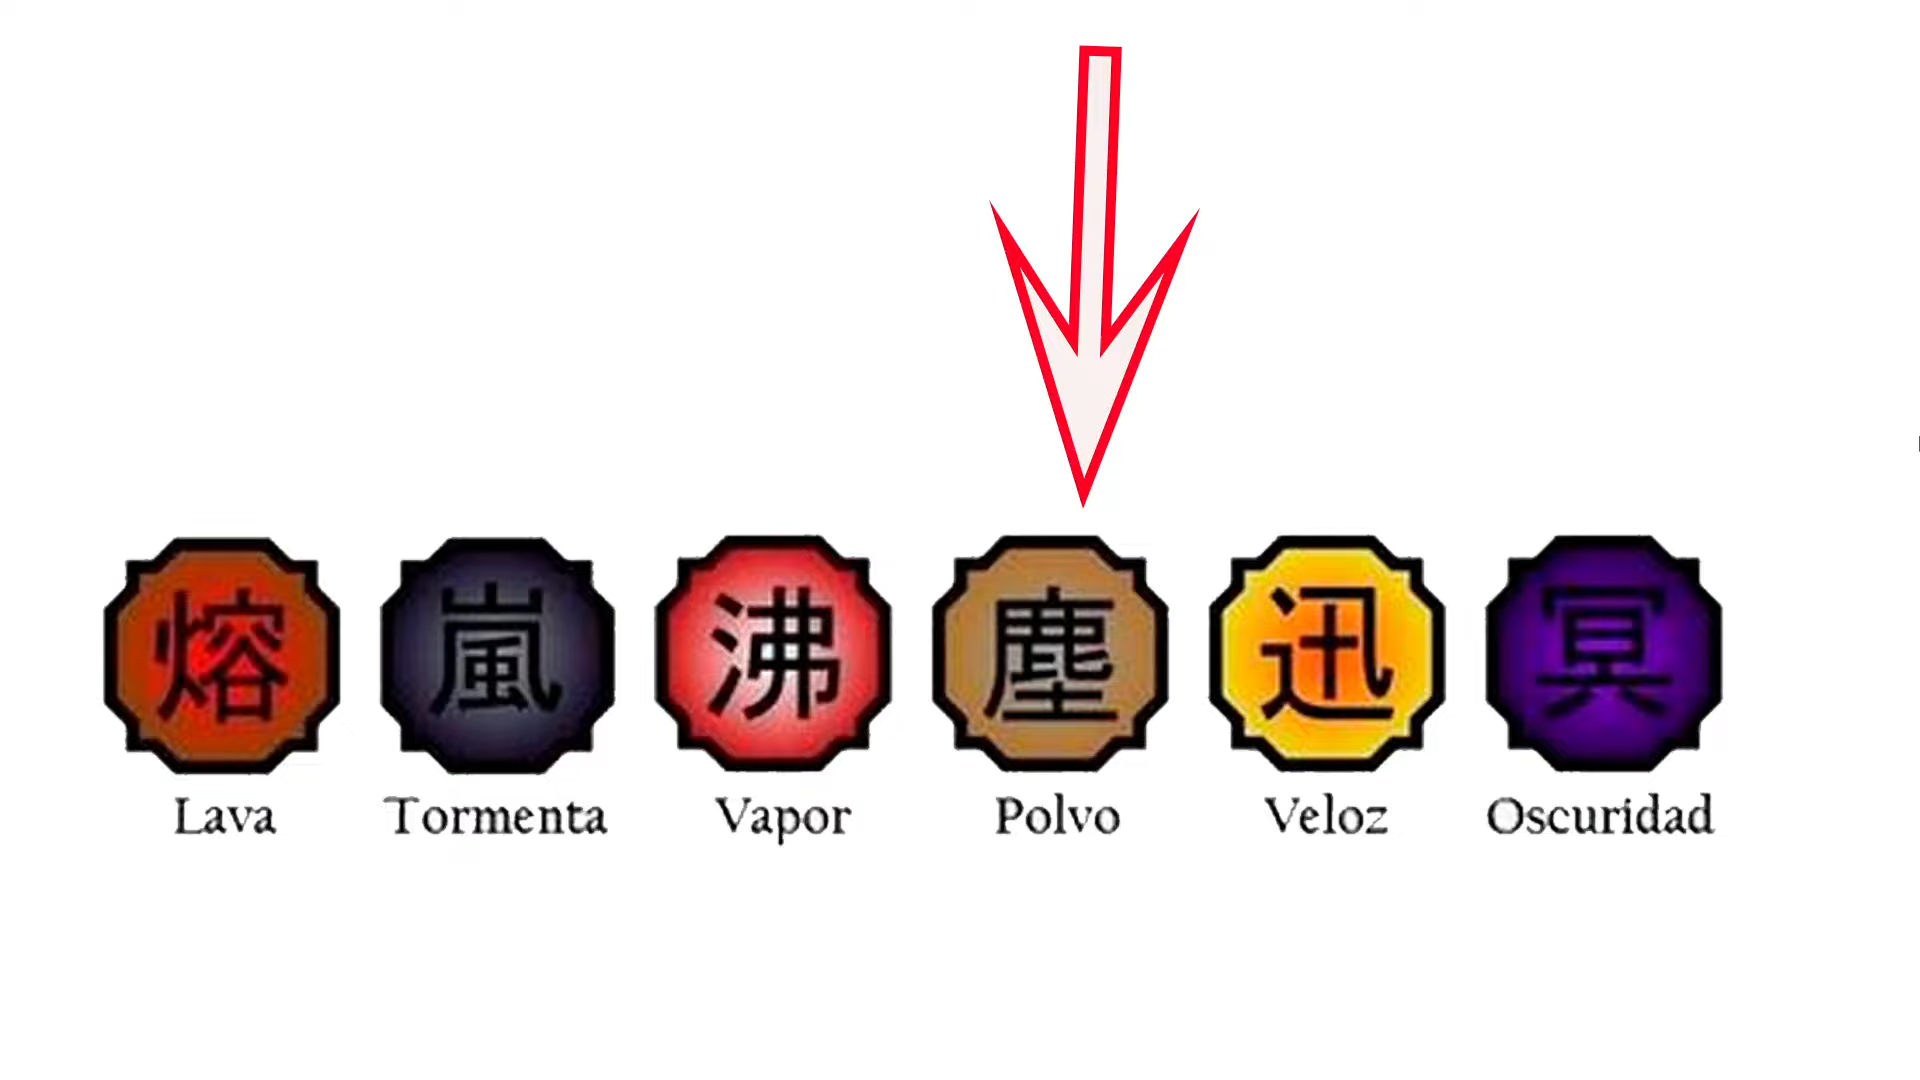 熔 嵐 沸 塵 迅 冥
Lava Tormenta Vapor Polvo Veloz Oscuridad